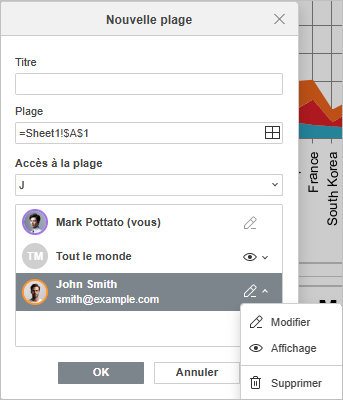 Nouvelle plage
Titre
Plage
=Sheet1!$A$1
Accès à la plage
J
Mark Pottato (vous)
TM
Tout le monde
John Smith
smith@example.com
Modifier
Affichage
Supprimer
OK
Annuler
France
South Korea